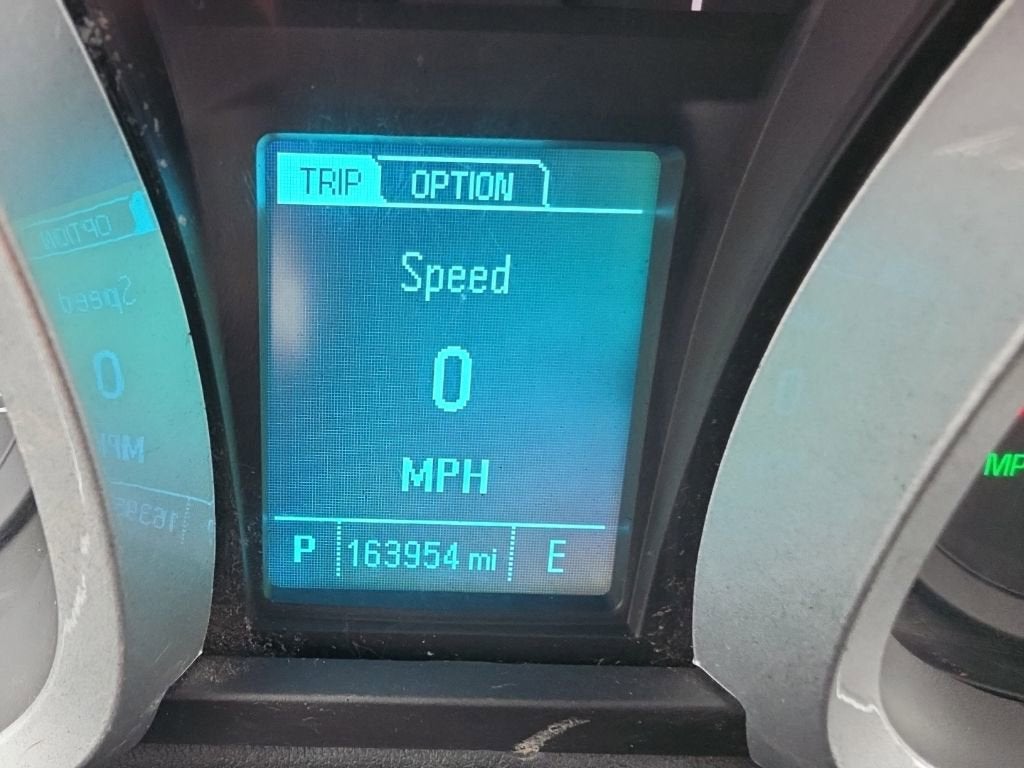 TRIP OPTION
Speed
0
MPH
P 163954 mi E